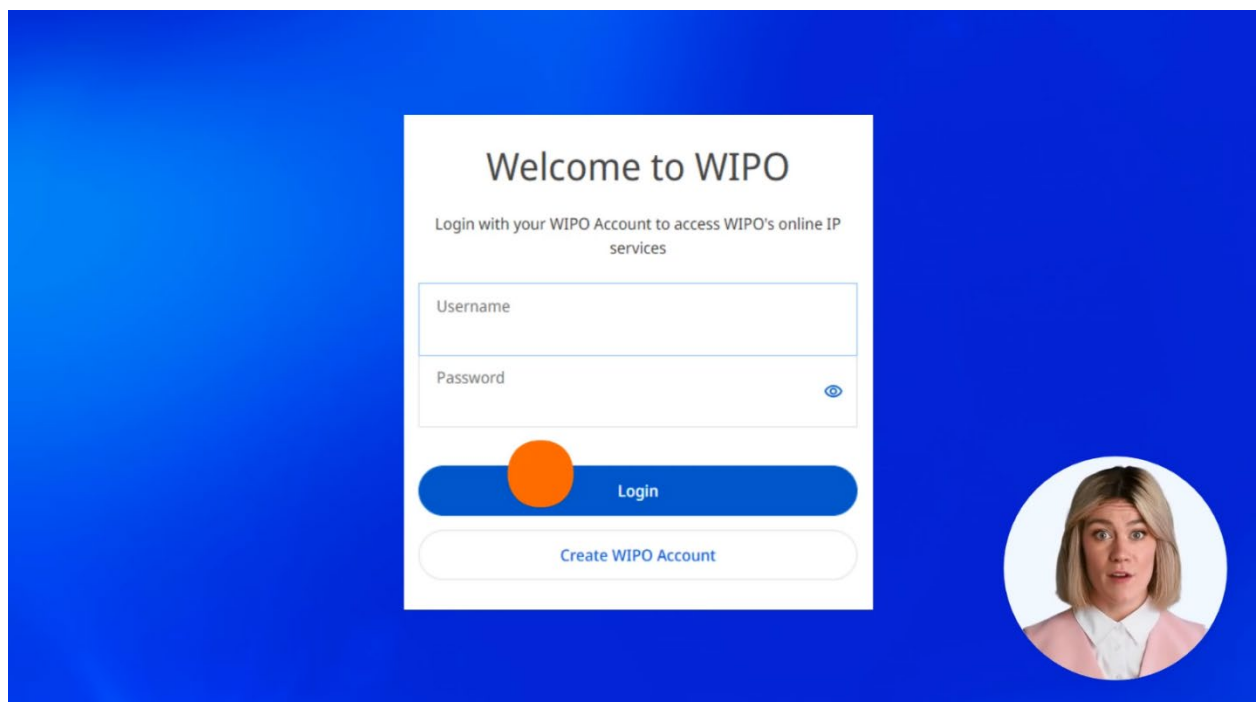 Welcome to WIPO
Login with your WIPO Account to access WIPO's online IP
services
Username
Password
Login
Create WIPO Account